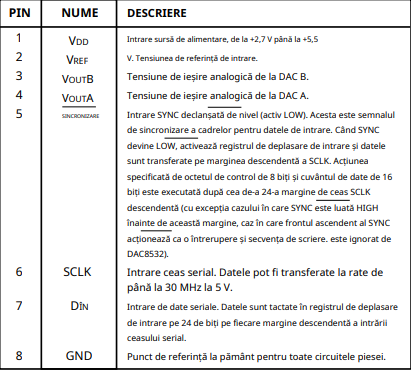 PIN NUME DESCRIERE
1 VDD Intrare sursă de alimentare, de la +2,7 V până la +5,5
2 VREF V. Tensiunea de referință de intrare.
3 VOUTB Tensiune de ieșire analogică de la DAC B.
4 VOUTA Tensiune de ieșire analogică de la DAC A.
5 SINCRONIZARE Intrare SYNC declanșată de nivel (activ LOW). Acesta este semnalul
de sincronizare a cadrelor pentru datele de intrare. Când SYNC
devine LOW, activează registrul de deplasare de intrare și datele
sunt transferate pe marginea descendentă a SCLK. Acțiunea
specificată de octetul de control de 8 biți și cuvântul de date de 16
biți este executată după cea de-a 24-a margine de ceas SCLK
descendentă (cu excepția cazului în care SYNC este luată HIGH
înainte de această margine, caz în care frontul ascendent al SYNC
acționează ca o întrerupere și secvența de scriere. este ignorat de
DAC8532).
6 SCLK Intrare ceas serial. Datele pot fi transferate la rate de
până la 30 MHz la 5 V.
7 DÎN Intrare de date seriale. Datele sunt tactate în registrul de deplasare
de intrare pe 24 de biți pe fiecare margine descendentă a intrării
ceasului serial.
8 GND Punct de referință la pământ pentru toate circuitele piesei.